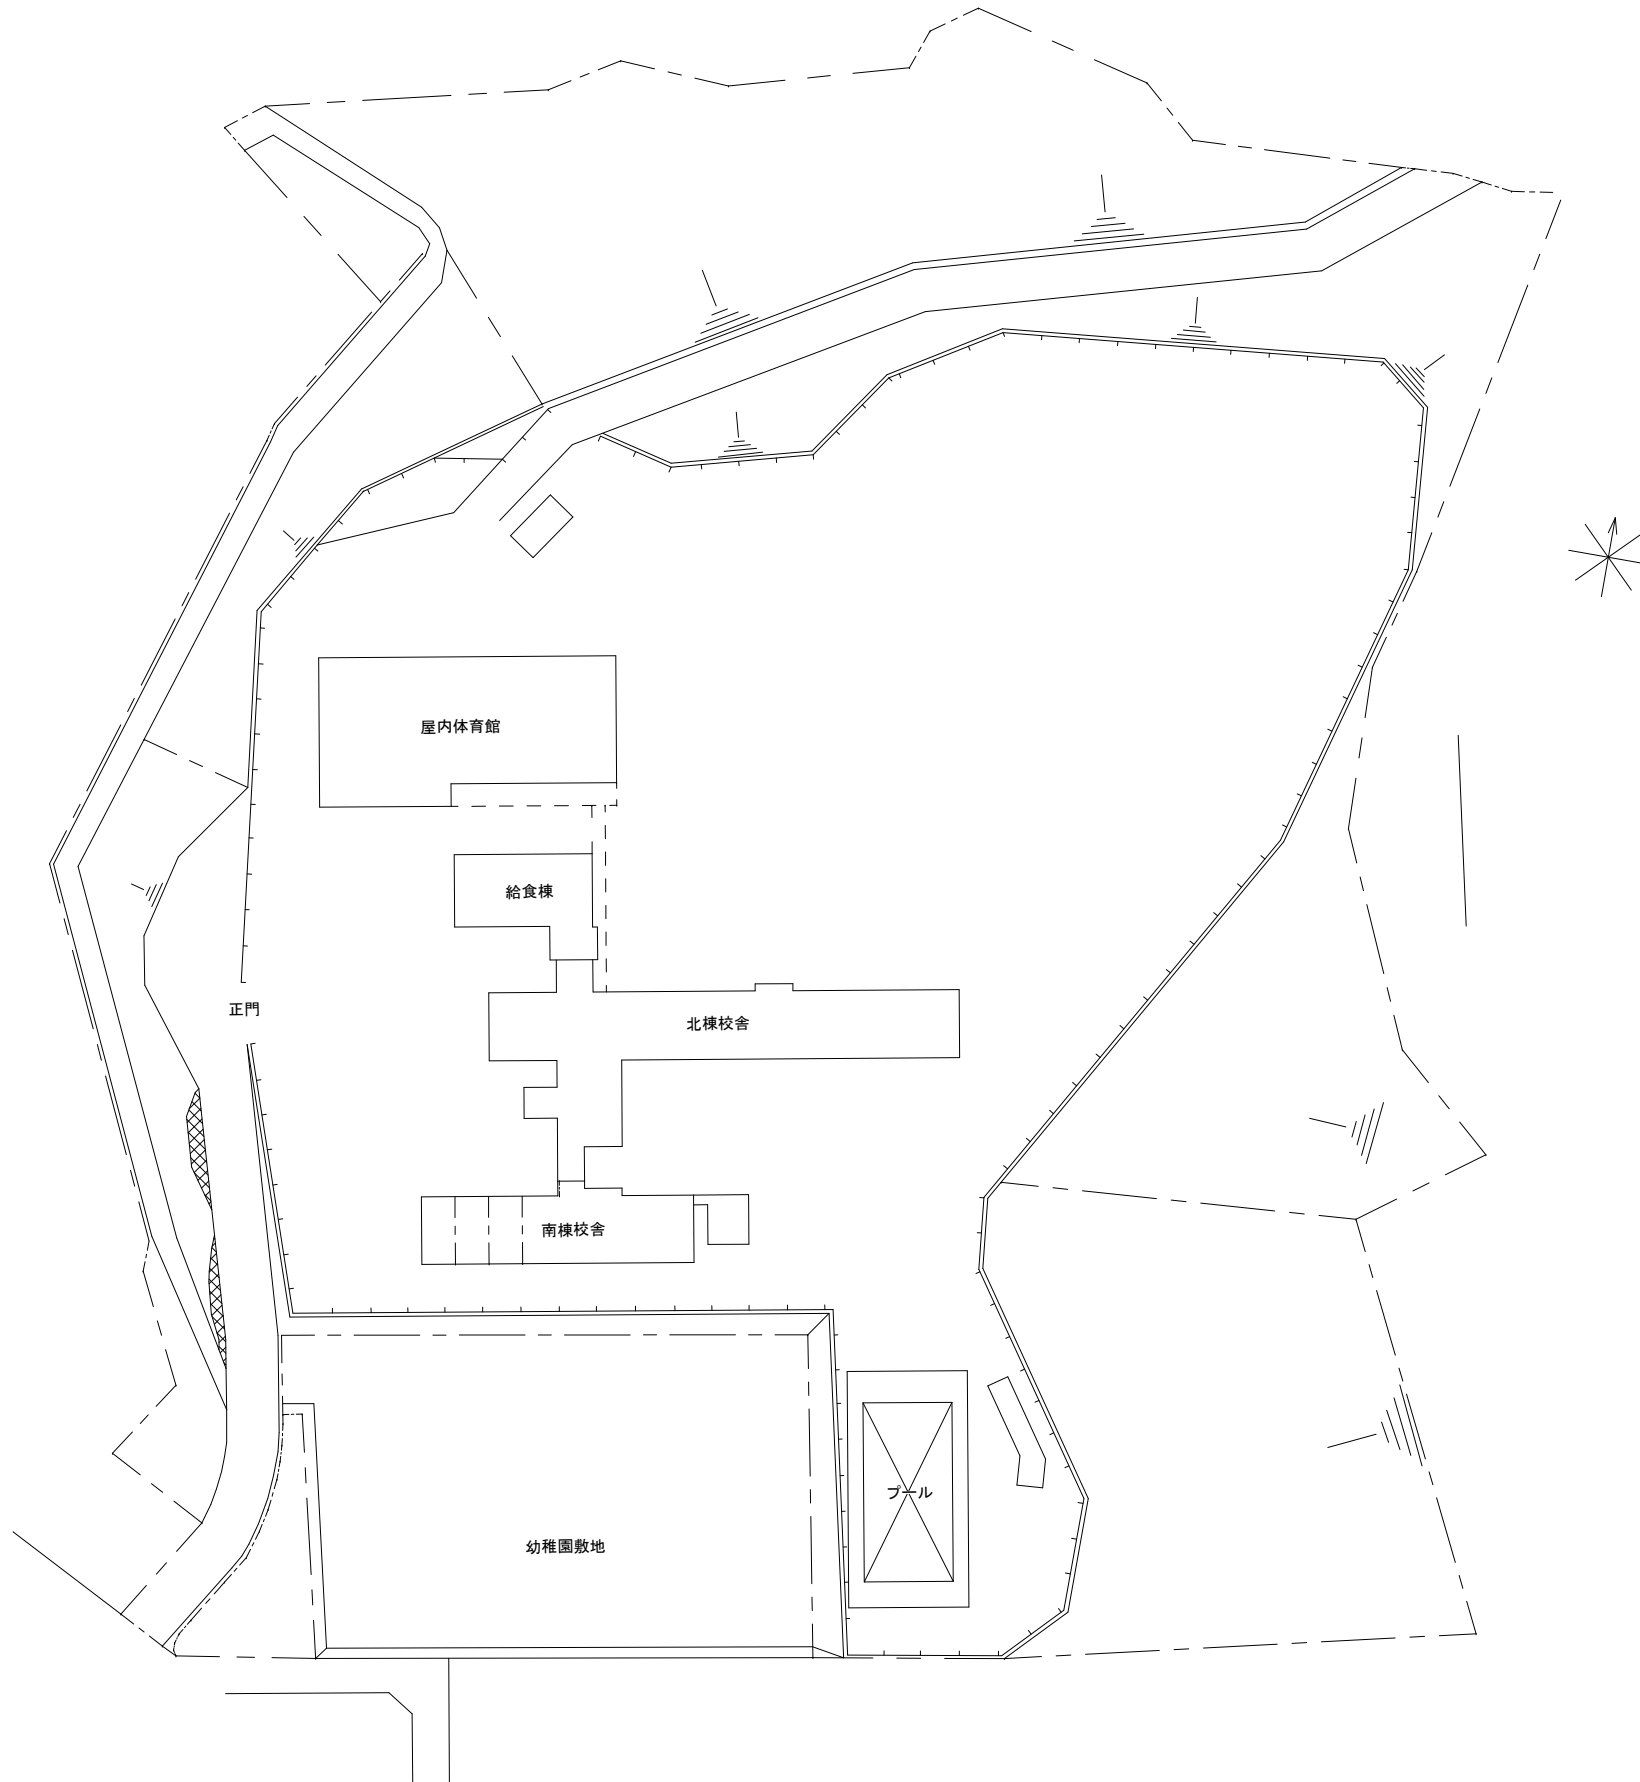 屋内体育館
給食棟
正門
北棟校舎
南棟校舎
プール
幼稚園敷地